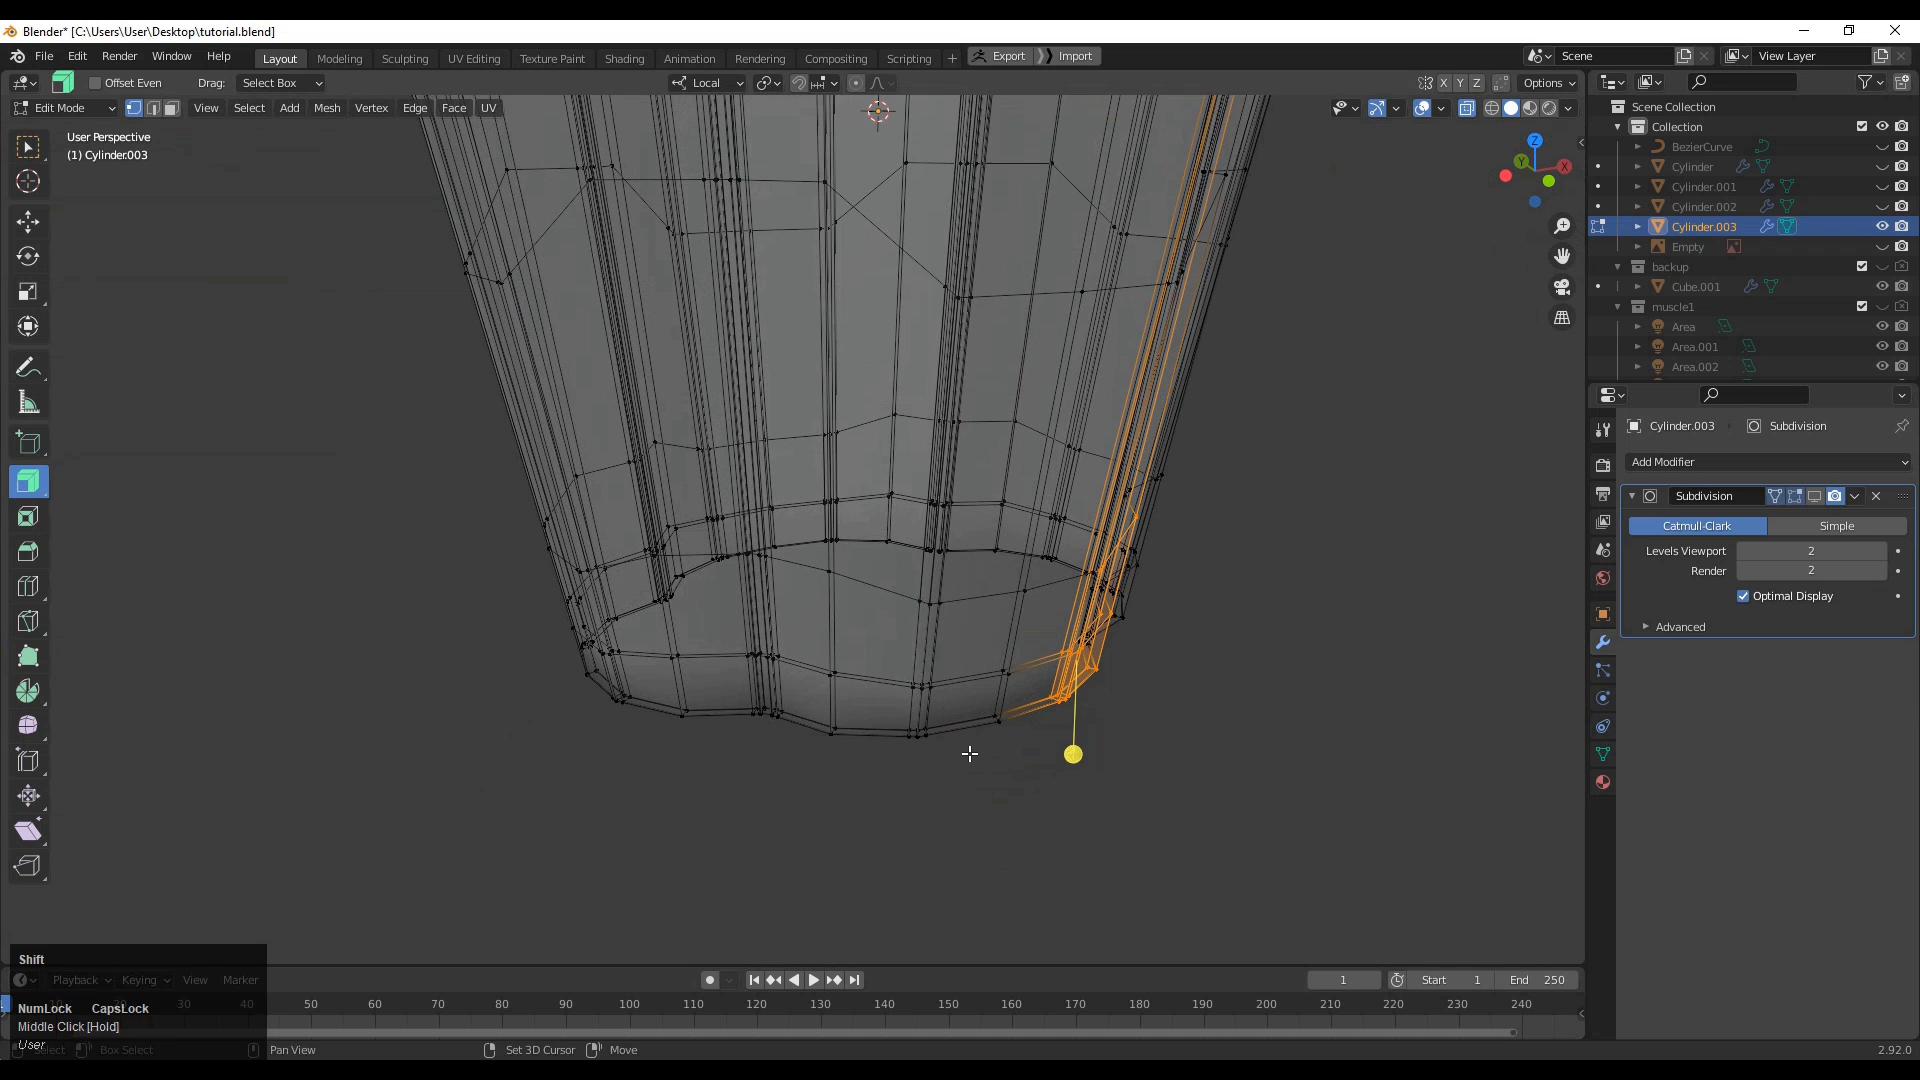 Blender* [C:\Users\User\Desktop\tutorial.blend]
File Edit Render Window Help Layout Modeling Sculpting UV Editing Texture Paint Shading Animation Rendering Compositing Scripting + Export Import Scene View Layer
Offset Even Drag: Select Box Local X Y Z Options
Edit Mode View Select Add Mesh Vertex Edge Face UV
User Perspective
(1) Cylinder.003
Z
Y
X
Scene Collection
Collection
BezierCurve
Cylinder
Cylinder.001
Cylinder.002
Cylinder.003
Empty
backup
Cube.001
muscle1
Area
Area.001
Area.002
Cylinder.003 Subdivision
Add Modifier
Subdivision
Catmull-Clark Simple
Levels Viewport 2
Render 2
Optimal Display
Advanced
Shift
Playback Keying View Marker 1 Start 1 End 250
NumLock CapsLock
10 20 30 40 50 60 70 80 90 100 110 120 130 140 150 160 170 180 190 200 210 220 230 240
Middle Click [Hold]
User
Select Box Select Pan View Set 3D Cursor Move 2.92.0